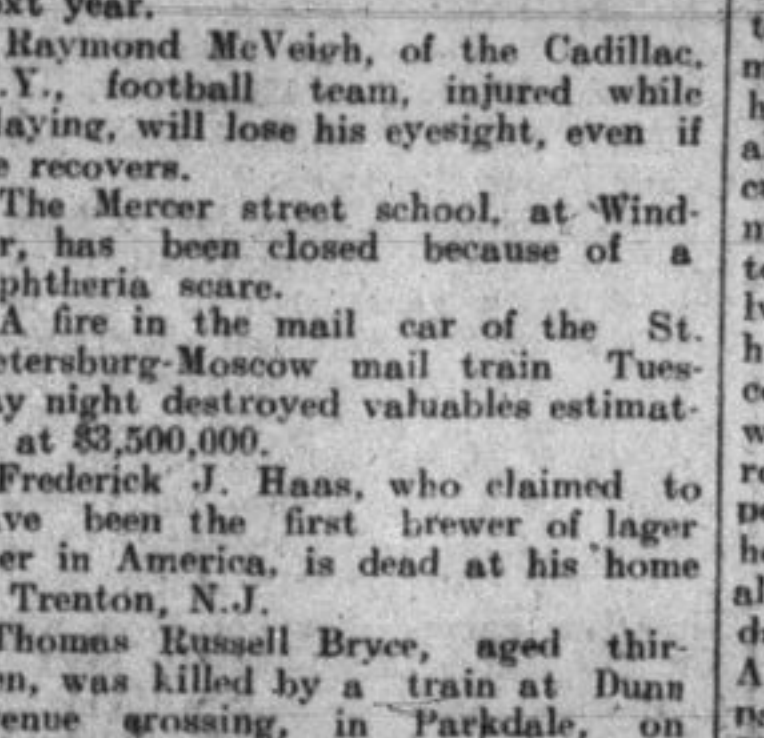 xt year.
Raymond McVeigh, of the Cadillac,
.Y., football team, injured while
laying, will lose his eyesight, even if
e recovers.
The Mercer street school, at Wind-
r, has been closed because of a
phtheria scare.
A fire in the mail car of the St.
etersburg-Moscow mail train Tues-
y night destroyed valuables estimat-
at $3,500,000.
Frederick J. Haas, who claimed to
ve been the first brewer of lager
er in America, is dead at his home
Trenton, N.J.
Thomas Russell Bryce, aged thir-
en, was killed by a train at Dunn
enue crossing, in Parkdale, on